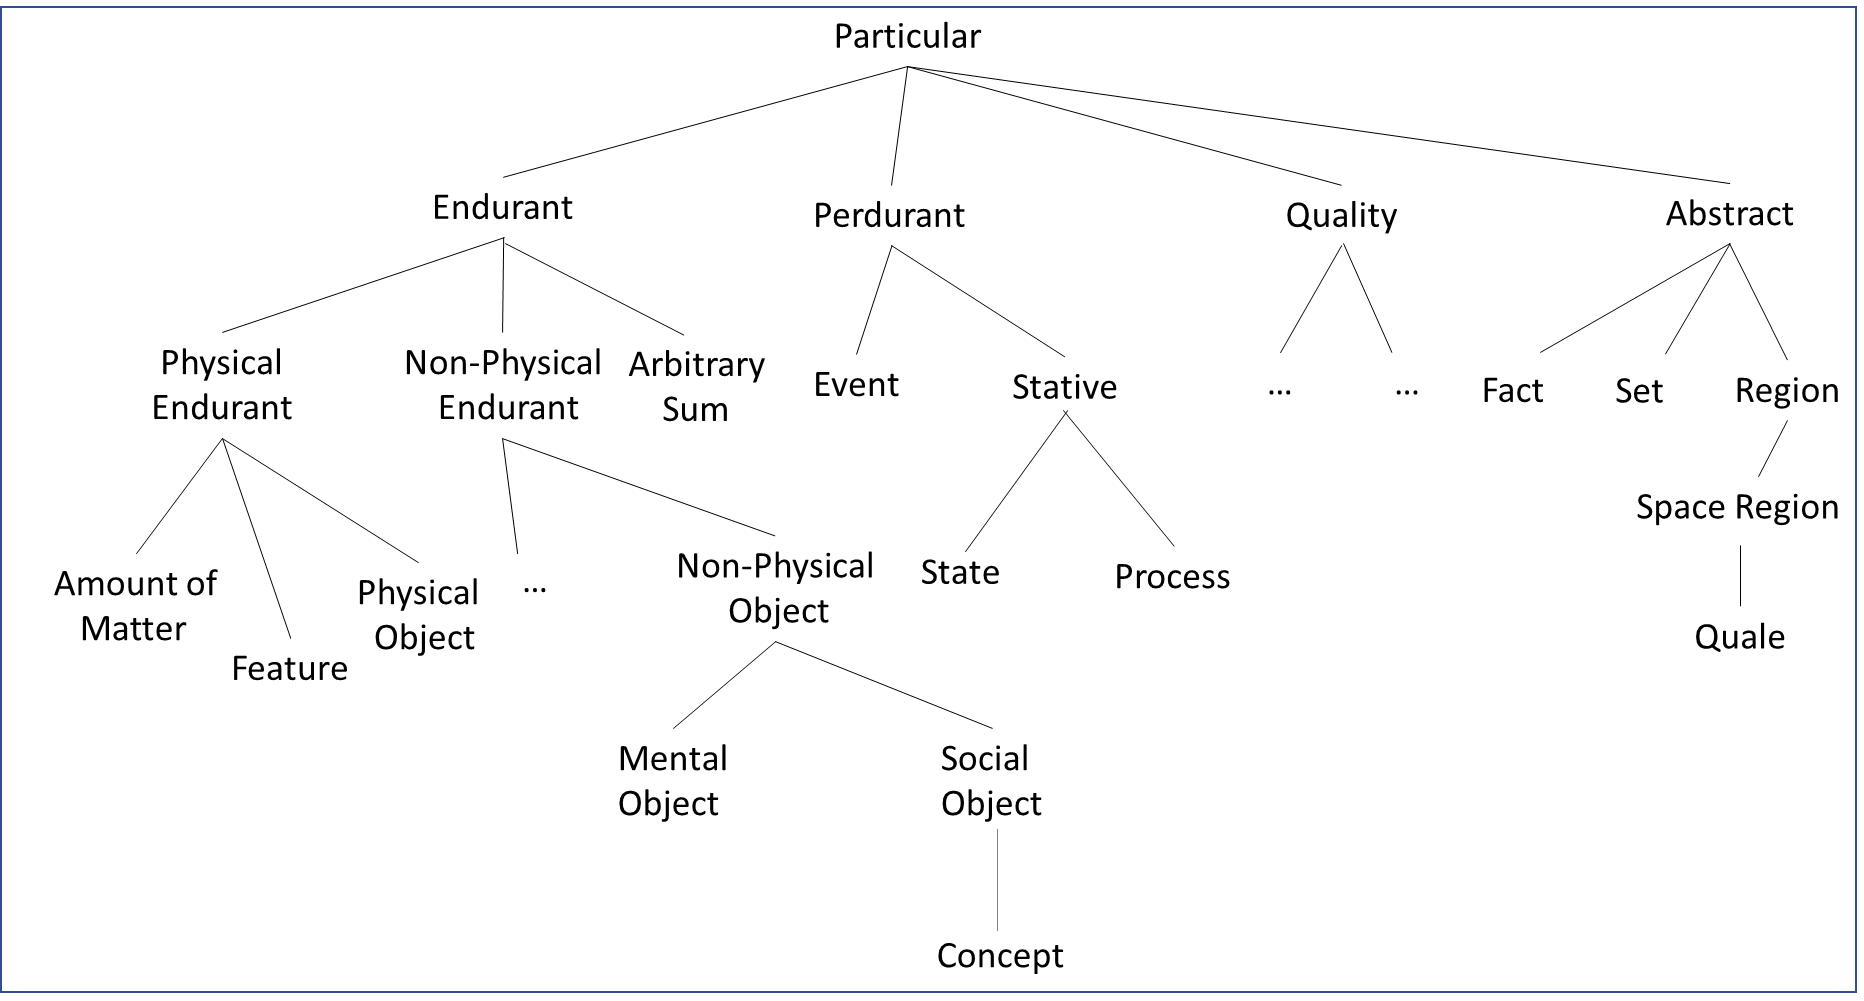 Particular
Endurant
Perdurant
Quality
Abstract
Physical
Endurant
Non-Physical
Endurant
Arbitrary
Sum
Event
Stative
...
...
Fact
Set
Region
Space Region
Amount of
Matter
Feature
Physical
Object
...
Non-Physical
Object
State
Process
Quale
Mental
Object
Social
Object
Concept